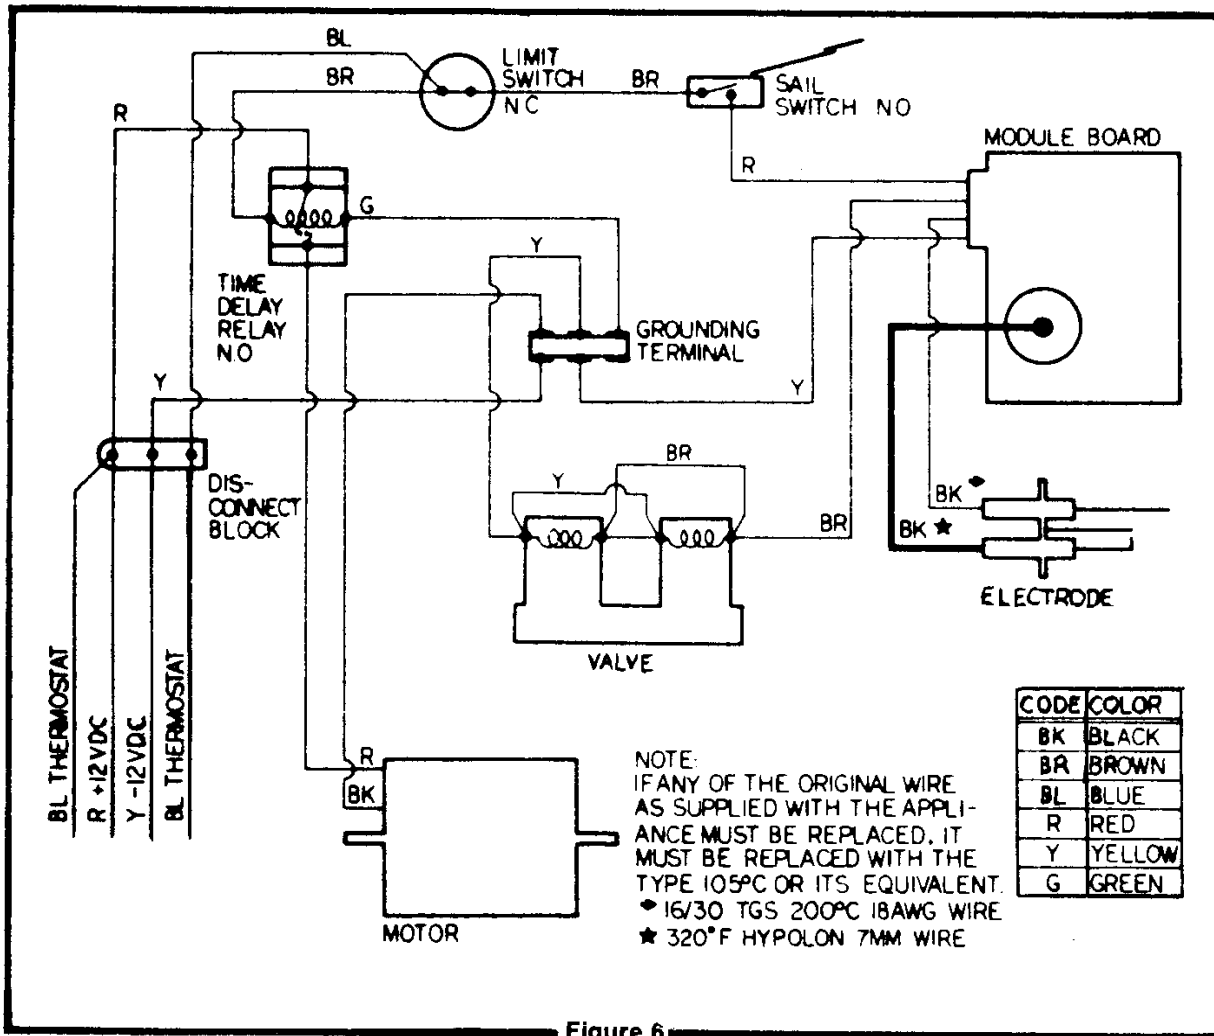 BL
LIMIT
SWITCH
N C
BR
BR
SAIL
SWITCH N O
R
MODULE BOARD
R
G
Y
TIME
DELAY
RELAY
N.O
GROUNDING
TERMINAL
Y
Y
DIS-
CONNECT
BLOCK
BR
Y
BR
BK ♦
BK ★
ELECTRODE
VALVE
BL THERMOSTAT
R +12VDC
Y -12VDC
BL THERMOSTAT
R
BK
MOTOR
NOTE:
IF ANY OF THE ORIGINAL WIRE
AS SUPPLIED WITH THE APPLI-
ANCE MUST BE REPLACED, IT
MUST BE REPLACED WITH THE
TYPE 105°C OR ITS EQUIVALENT.
♦ 16/30 TGS 200°C 18AWG WIRE
★ 320°F HYPOLON 7MM WIRE
CODE COLOR
BK BLACK
BR BROWN
BL BLUE
R RED
Y YELLOW
G GREEN
Figure 6